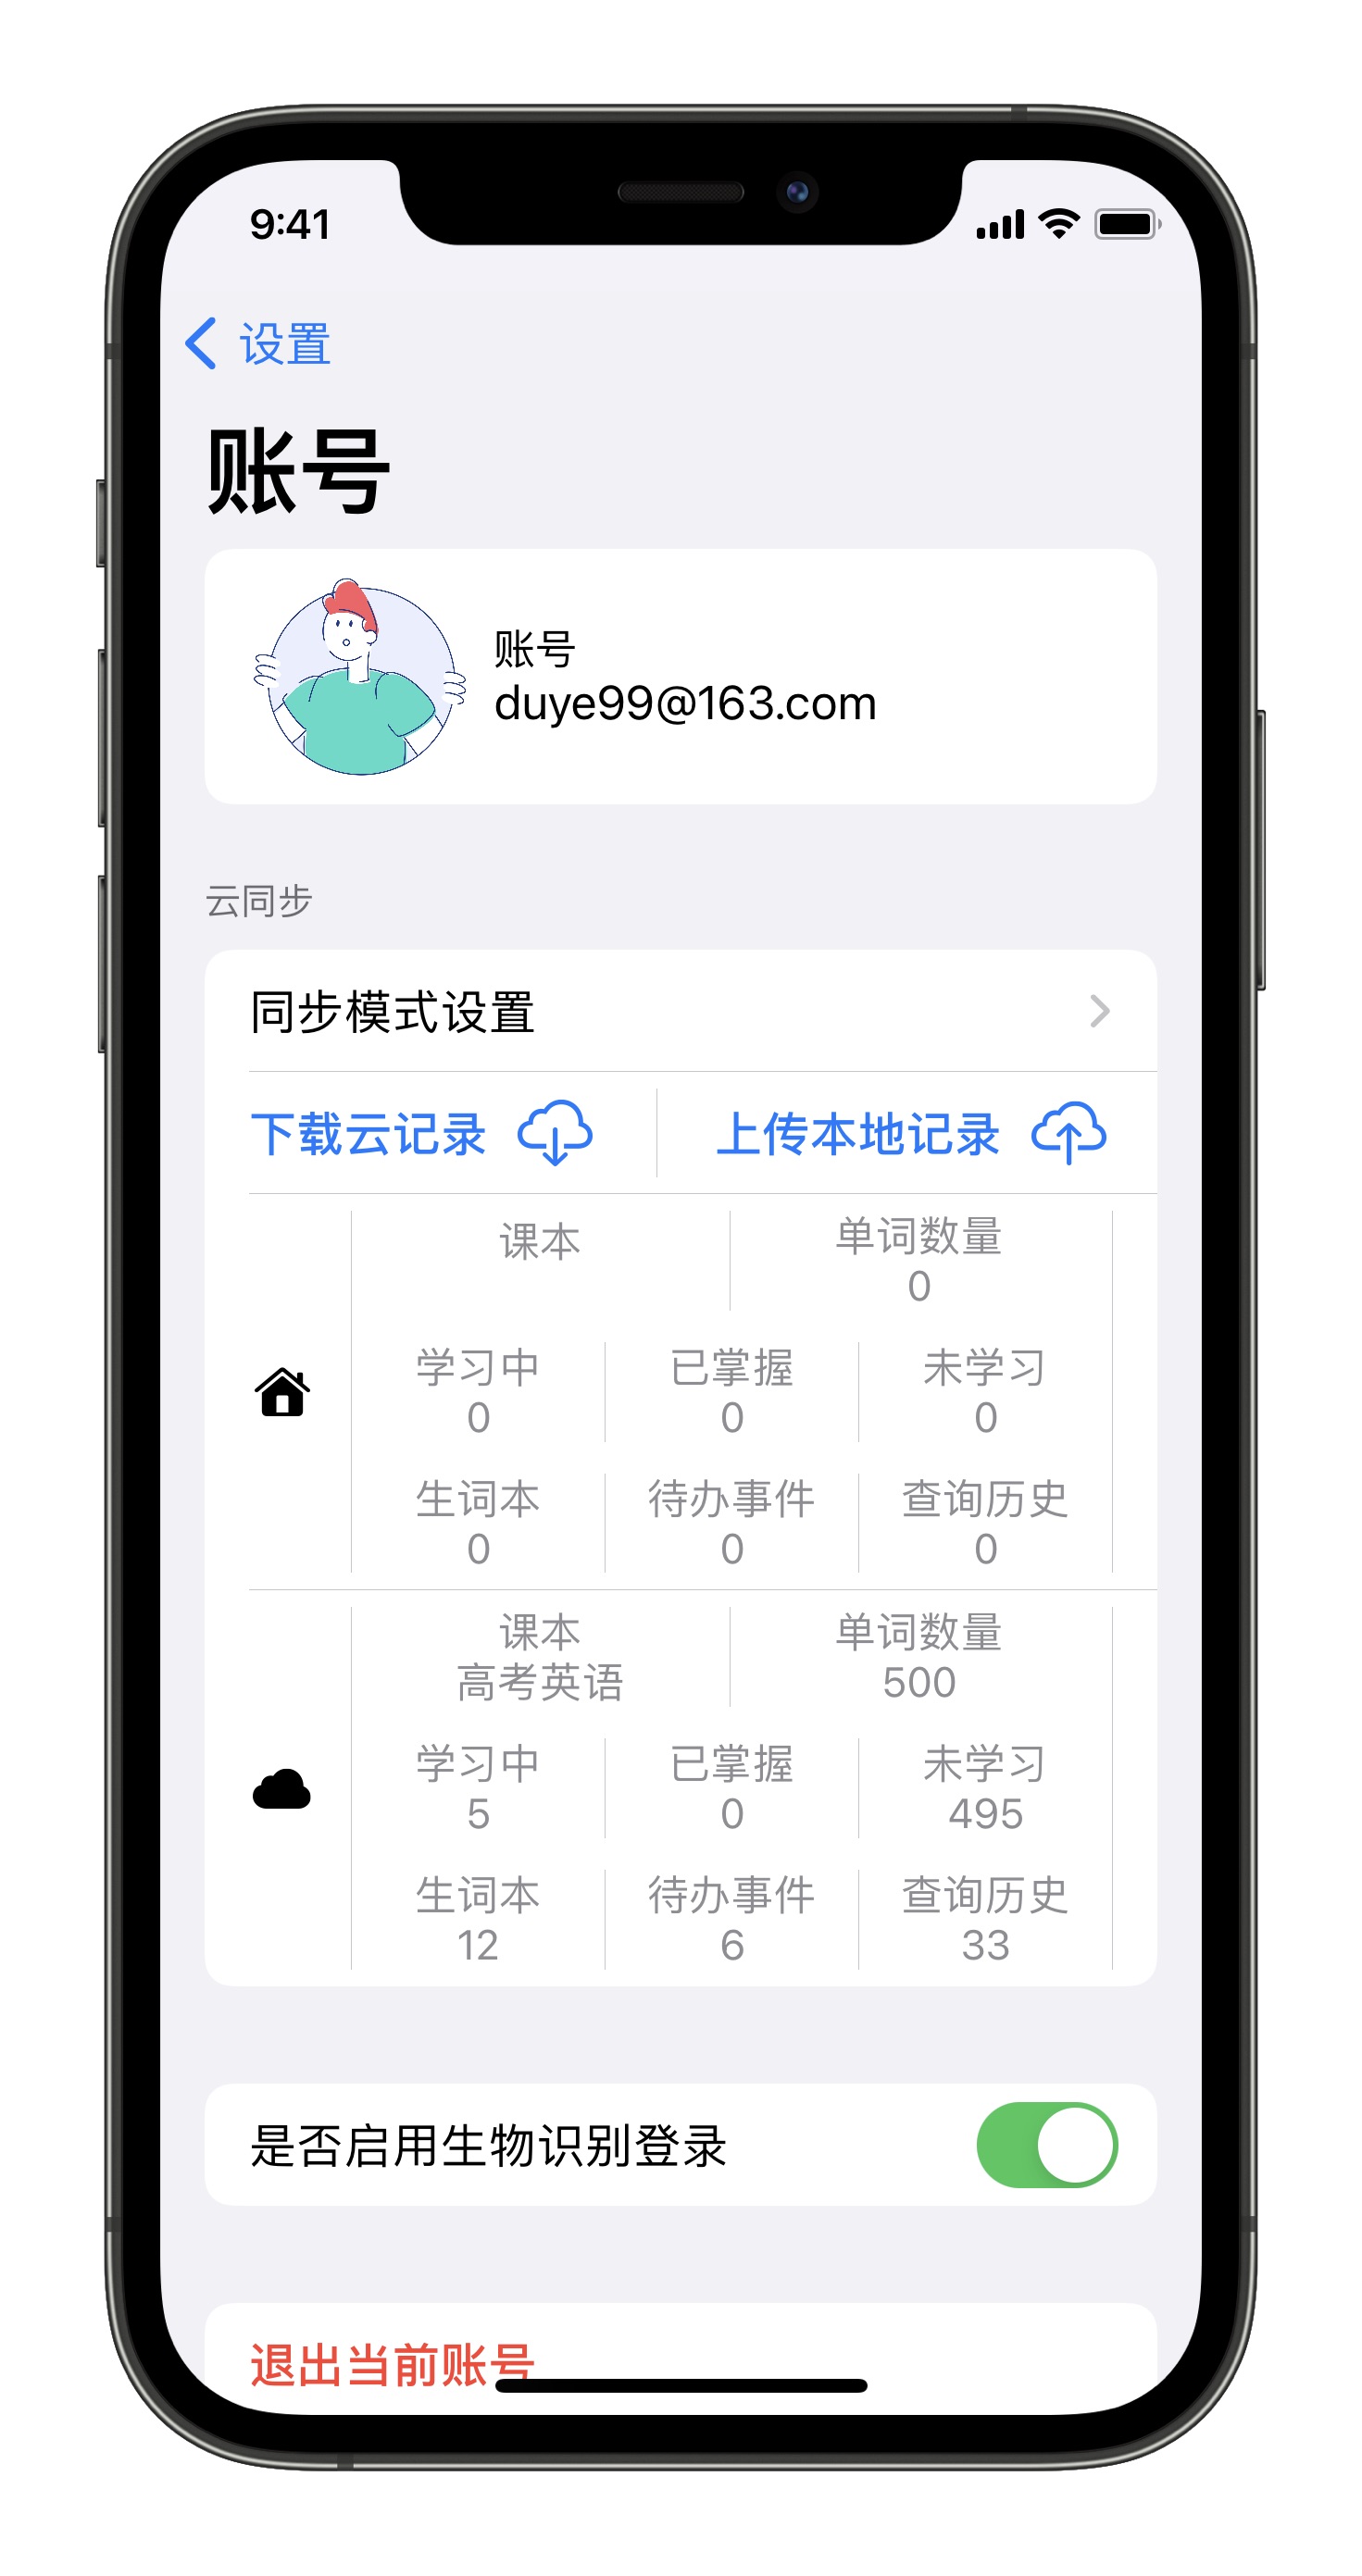 9:41
设置
账号
账号
duye99@163.com
云同步
同步模式设置
下载云记录 上传本地记录
课本 单词数量
0
学习中 已掌握 未学习
0 0 0
生词本 待办事件 查询历史
0 0 0
课本 单词数量
高考英语 500
学习中 已掌握 未学习
5 0 495
生词本 待办事件 查询历史
12 6 33
是否启用生物识别登录
退出当前账号